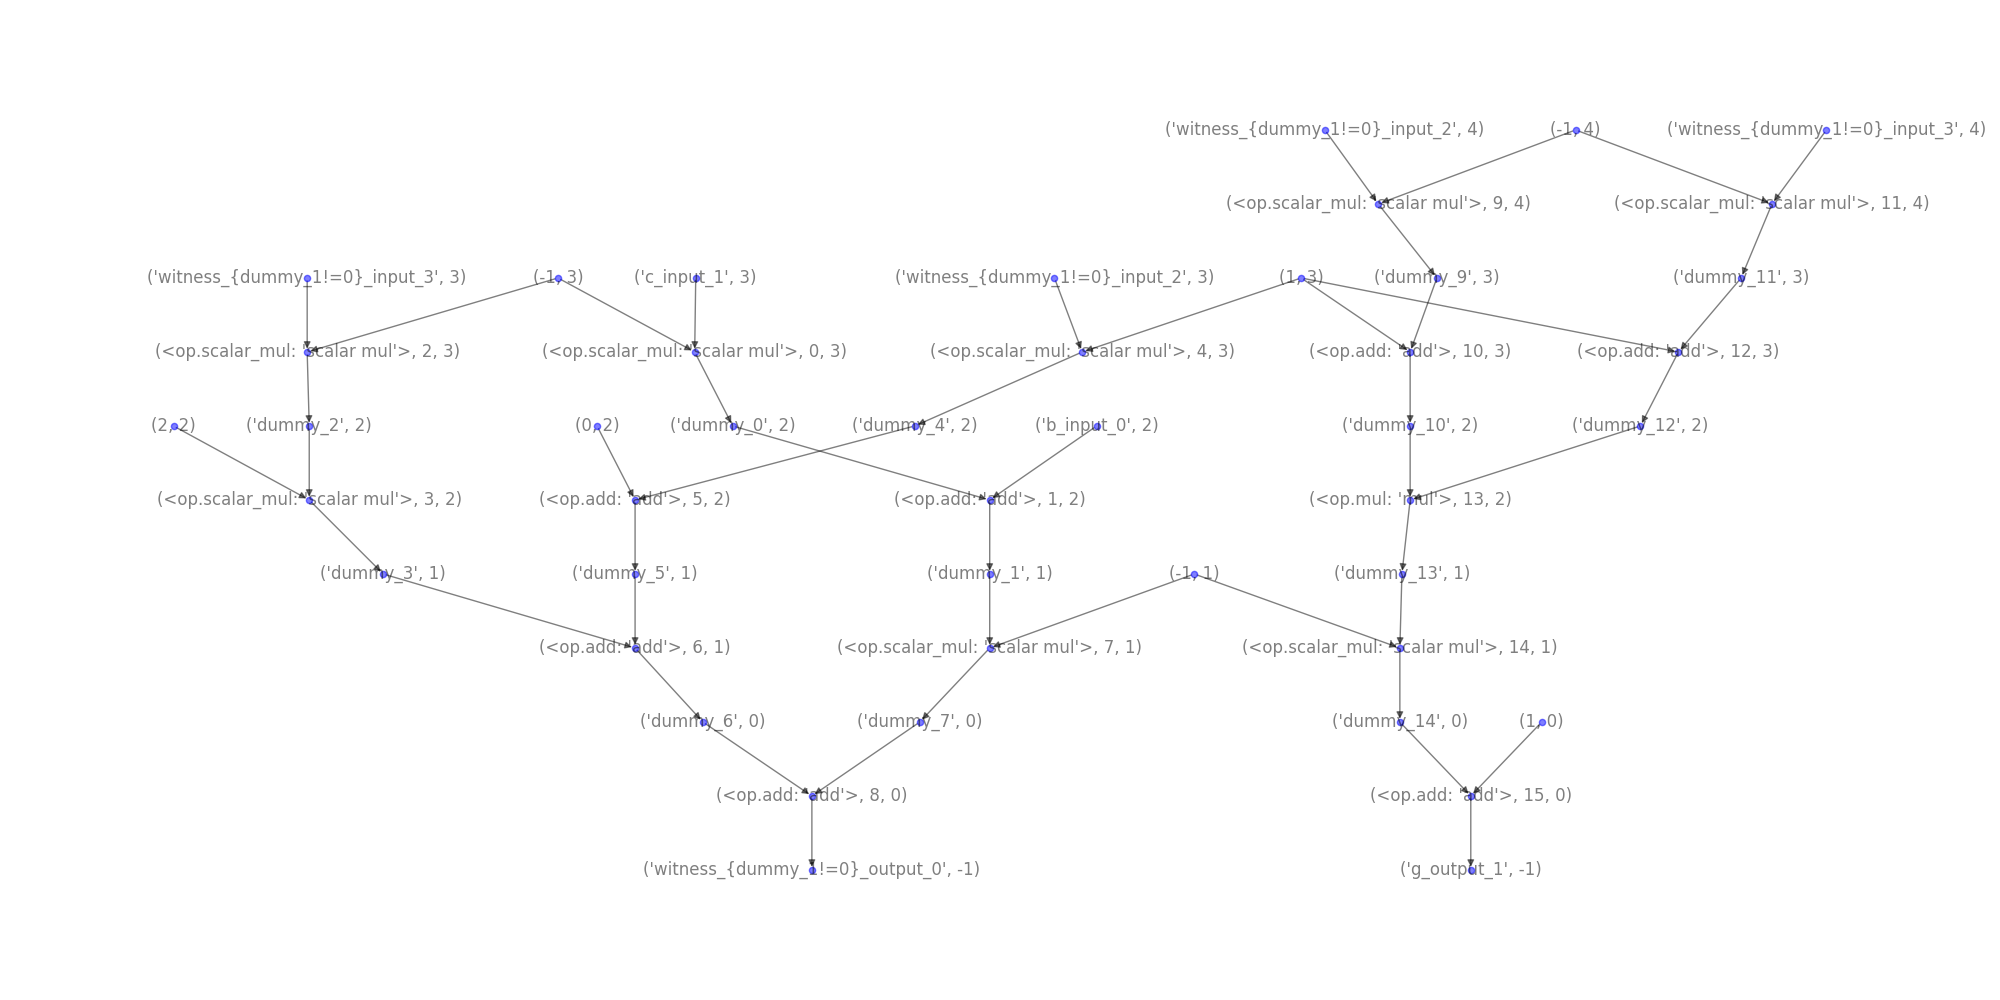 ('witness_{dummy_1!=0}_input_2', 4)
(-1, 4)
('witness_{dummy_1!=0}_input_3', 4)
(<op.scalar_mul: 'scalar mul'>, 9, 4)
(<op.scalar_mul: 'scalar mul'>, 11, 4)
('witness_{dummy_1!=0}_input_3', 3)
(-1, 3)
('c_input_1', 3)
('witness_{dummy_1!=0}_input_2', 3)
(1, 3)
('dummy_9', 3)
('dummy_11', 3)
(<op.scalar_mul: 'scalar mul'>, 2, 3)
(<op.scalar_mul: 'scalar mul'>, 0, 3)
(<op.scalar_mul: 'scalar mul'>, 4, 3)
(<op.add: 'add'>, 10, 3)
(<op.add: 'add'>, 12, 3)
(2, 2)
('dummy_2', 2)
(0, 2)
('dummy_0', 2)
('dummy_4', 2)
('b_input_0', 2)
('dummy_10', 2)
('dummy_12', 2)
(<op.scalar_mul: 'scalar mul'>, 3, 2)
(<op.add: 'add'>, 5, 2)
(<op.add: 'add'>, 1, 2)
(<op.mul: 'mul'>, 13, 2)
('dummy_3', 1)
('dummy_5', 1)
('dummy_1', 1)
(-1, 1)
('dummy_13', 1)
(<op.add: 'add'>, 6, 1)
(<op.scalar_mul: 'scalar mul'>, 7, 1)
(<op.scalar_mul: 'scalar mul'>, 14, 1)
('dummy_6', 0)
('dummy_7', 0)
('dummy_14', 0)
(1, 0)
(<op.add: 'add'>, 8, 0)
(<op.add: 'add'>, 15, 0)
('witness_{dummy_1!=0}_output_0', -1)
('g_output_1', -1)